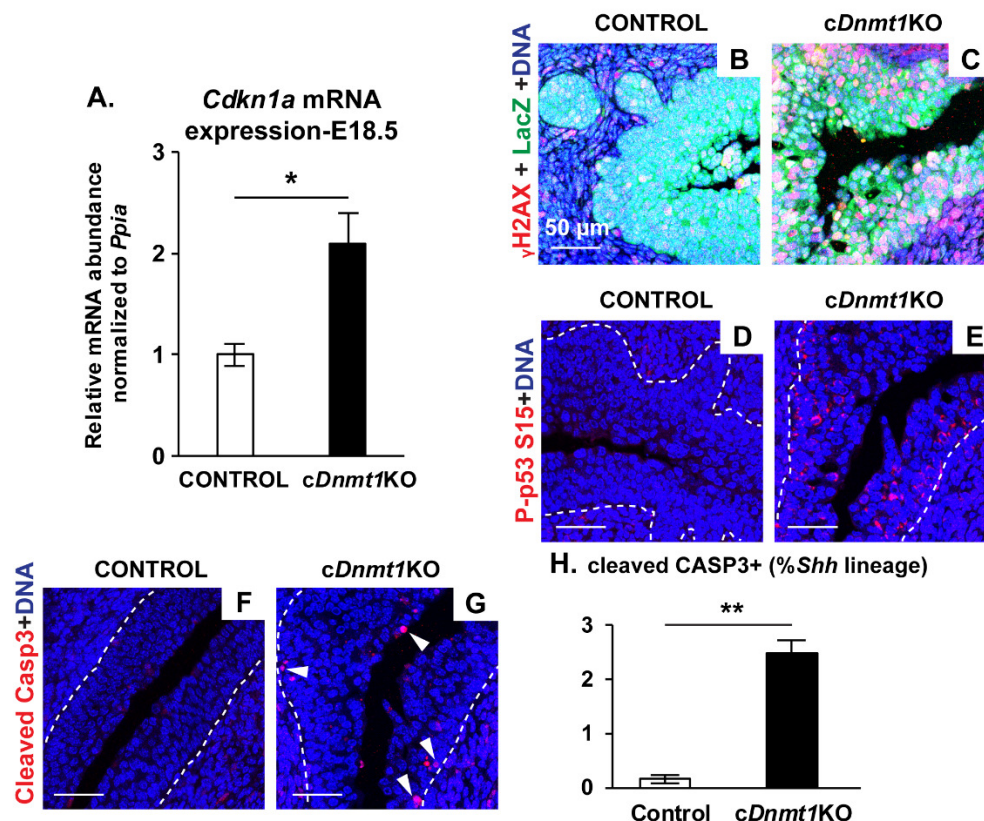 A.
Cdkn1a mRNA
expression-E18.5
Relative mRNA abundance
normalized to Ppia
3
2
1
0
*
CONTROL cDnmt1KO
CONTROL cDnmt1KO
γH2AX + LacZ +DNA
B
50 µm
C
CONTROL cDnmt1KO
P-p53 S15+DNA
D
E
CONTROL cDnmt1KO
Cleaved Casp3+DNA
F
G
H. cleaved CASP3+ (%Shh lineage)
3
2
1
0
**
Control cDnmt1KO